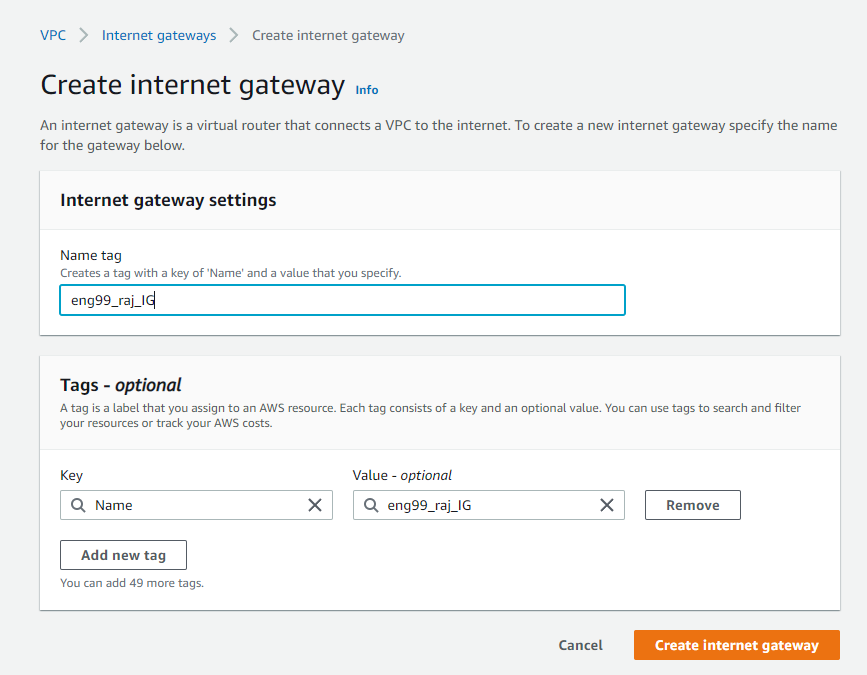 VPC > Internet gateways > Create internet gateway
Create internet gateway Info
An internet gateway is a virtual router that connects a VPC to the internet. To create a new internet gateway specify the name
for the gateway below.
Internet gateway settings
Name tag
Creates a tag with a key of 'Name' and a value that you specify.
eng99_raj_IG
Tags - optional
A tag is a label that you assign to an AWS resource. Each tag consists of a key and an optional value. You can use tags to search and filter
your resources or track your AWS costs.
Key Value - optional
Name eng99_raj_IG Remove
Add new tag
You can add 49 more tags.
Cancel Create internet gateway